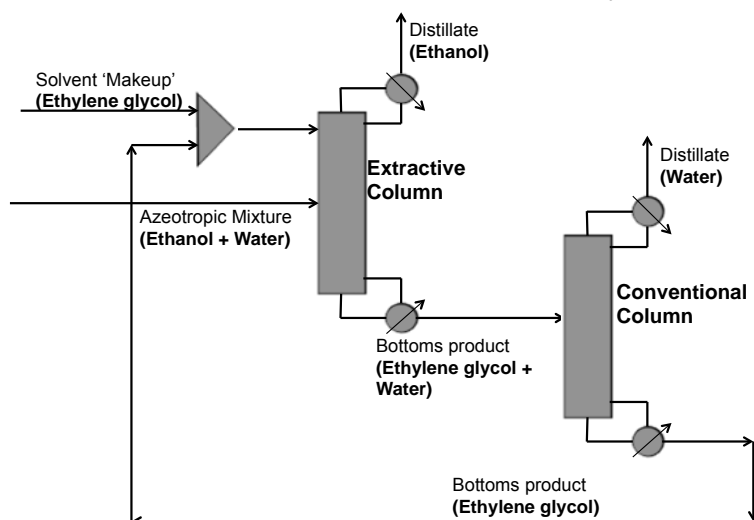 Distillate
(Ethanol)
Solvent ‘Makeup’
(Ethylene glycol)
Extractive
Column
Distillate
(Water)
Azeotropic Mixture
(Ethanol + Water)
Conventional
Column
Bottoms product
(Ethylene glycol +
Water)
Bottoms product
(Ethylene glycol)